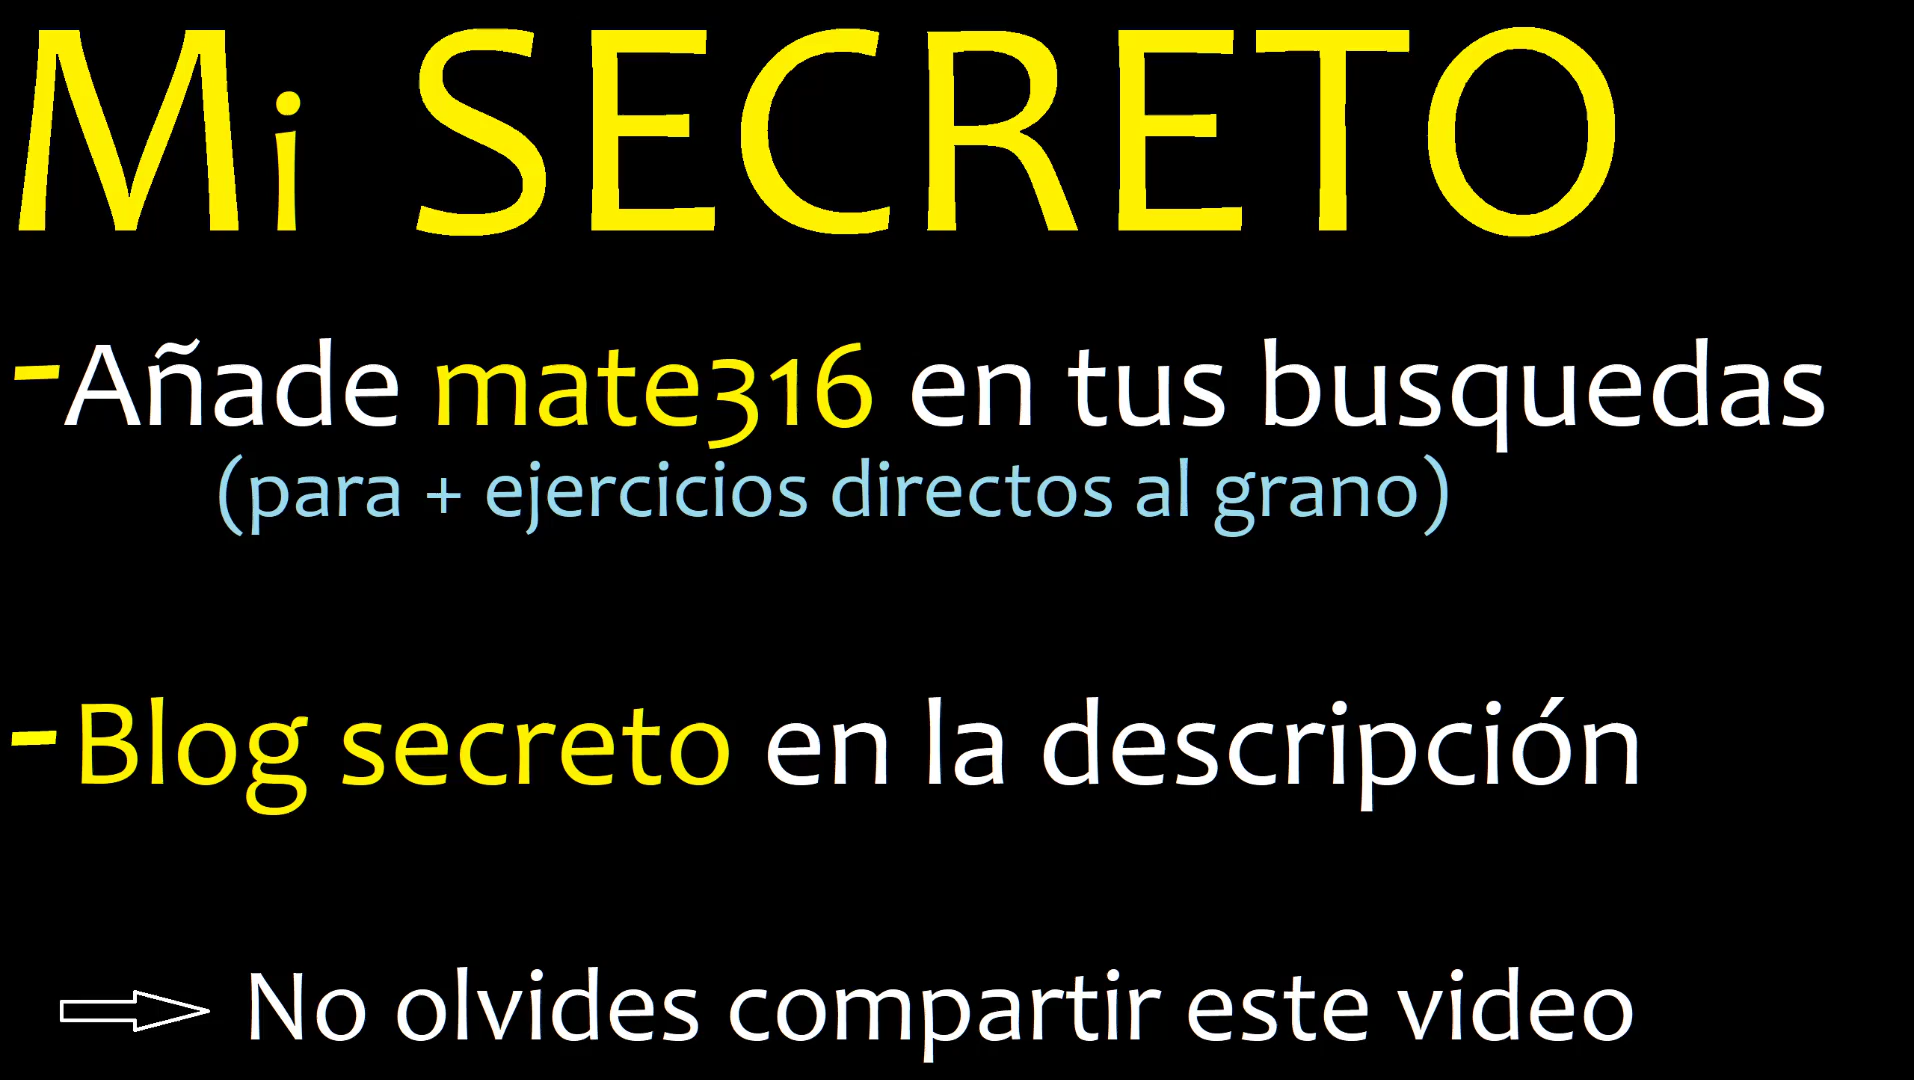 Mi SECRETO
-Añade mate316 en tus busquedas
(para + ejercicios directos al grano)
-Blog secreto en la descripción
No olvides compartir este video